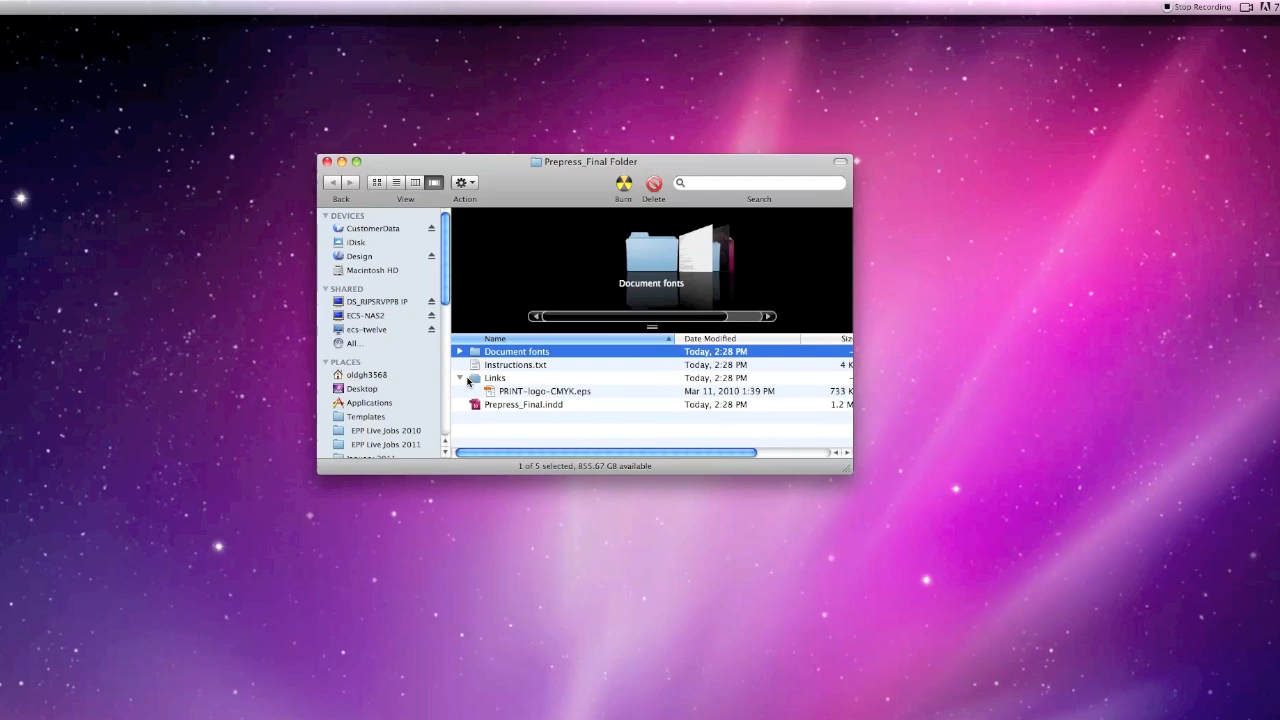 Stop Recording 7
Prepress_Final Folder
Back View Action Burn Delete Search
DEVICES
CustomerData
iDisk
Design
Macintosh HD
SHARED
DS_RIPSRVPPB IP
ECS-NAS2
ecs-twelve
All...
PLACES
oldgh3568
Desktop
Applications
Templates
EPP Live Jobs 2010
EPP Live Jobs 2011
Document fonts
Name Date Modified Siz
Document fonts Today, 2:28 PM --
Instructions.txt Today, 2:28 PM 4 K
Links Today, 2:28 PM --
PRINT-logo-CMYK.eps Mar 11, 2010 1:39 PM 733 K
Prepress_Final.indd Today, 2:28 PM 1.2 M
1 of 5 selected, 855.67 GB available